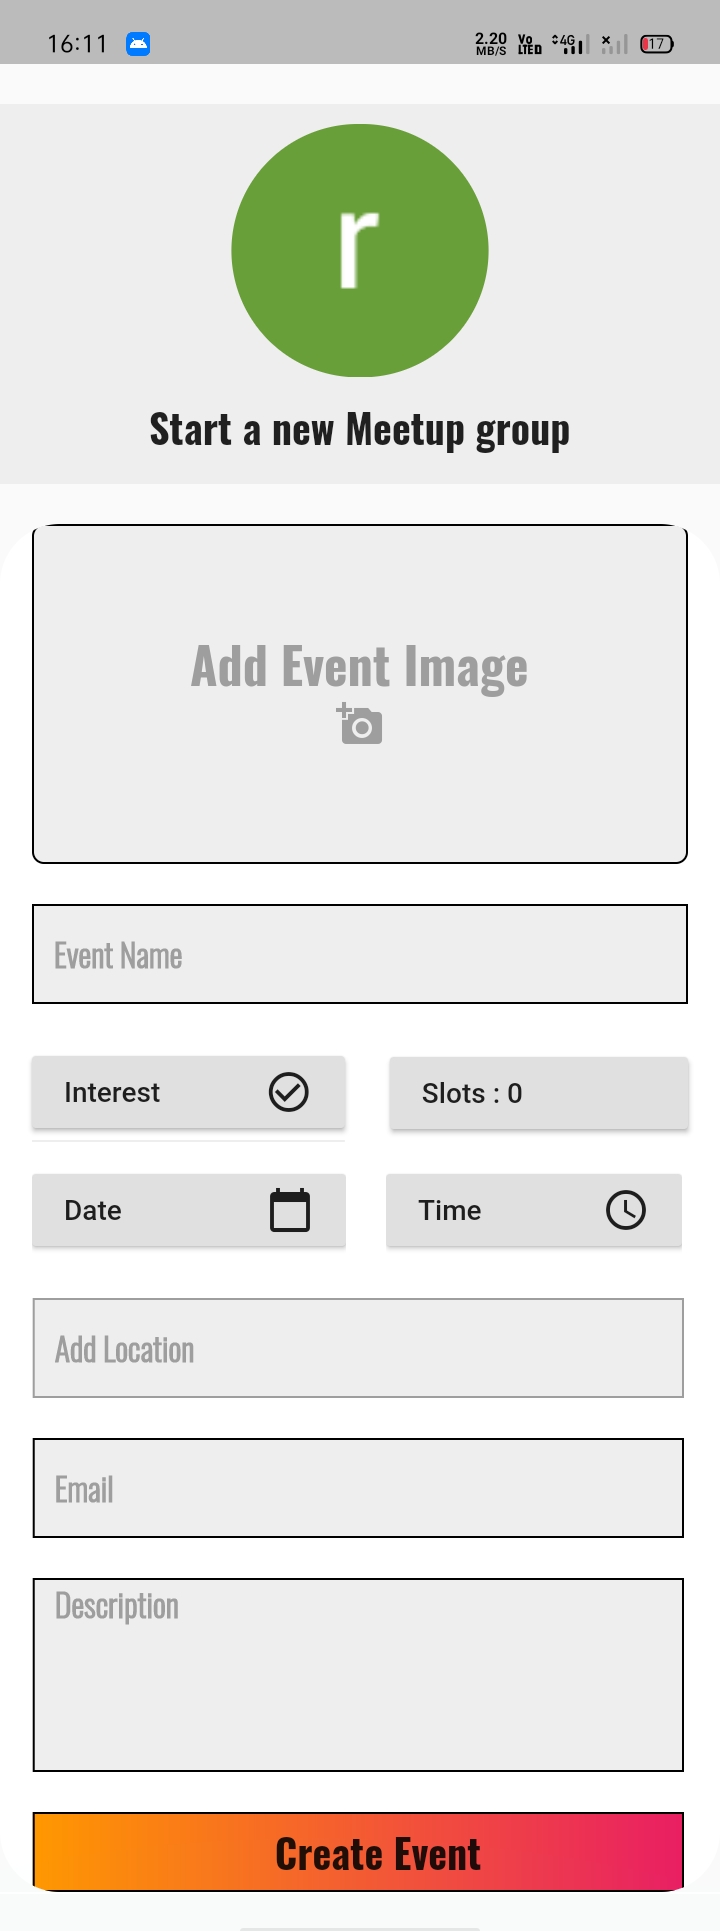 16:11
2.20
MB/S
Vo
LTE D
4G
17
r
Start a new Meetup group
Add Event Image
Event Name
Interest
Slots : 0
Date
Time
Add Location
Email
Description
Create Event